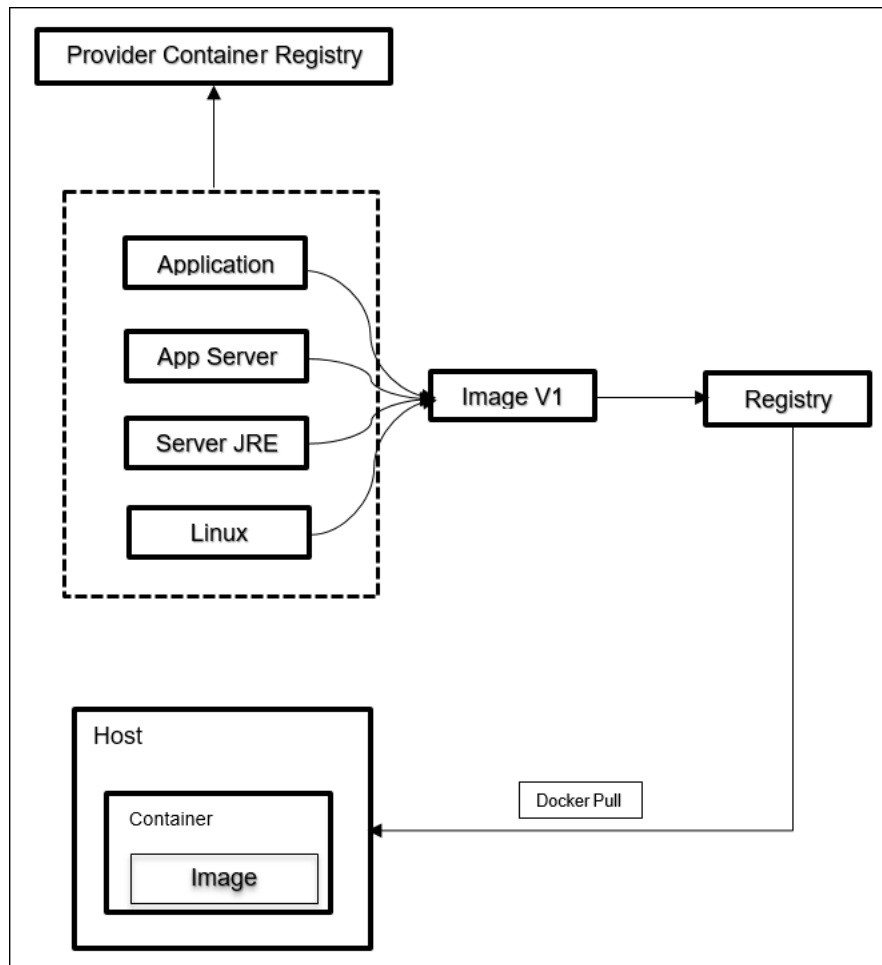 Provider Container Registry
Application
App Server
Server JRE
Linux
Image V1
Registry
Host
Container
Image
Docker Pull